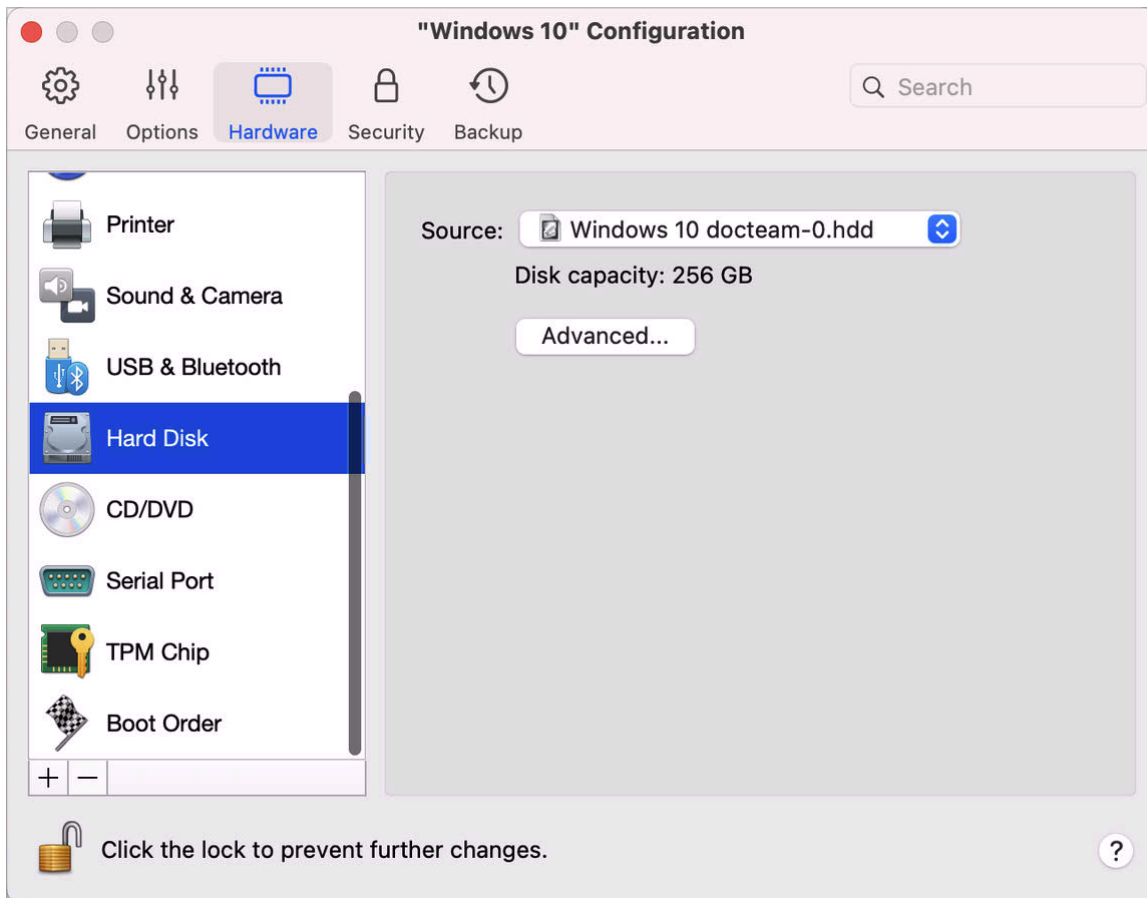 "Windows 10" Configuration
General Options Hardware Security Backup
Search
Printer
Sound & Camera
USB & Bluetooth
Hard Disk
CD/DVD
Serial Port
TPM Chip
Boot Order
Source: Windows 10 docteam-0.hdd
Disk capacity: 256 GB
Advanced...
Click the lock to prevent further changes.
?